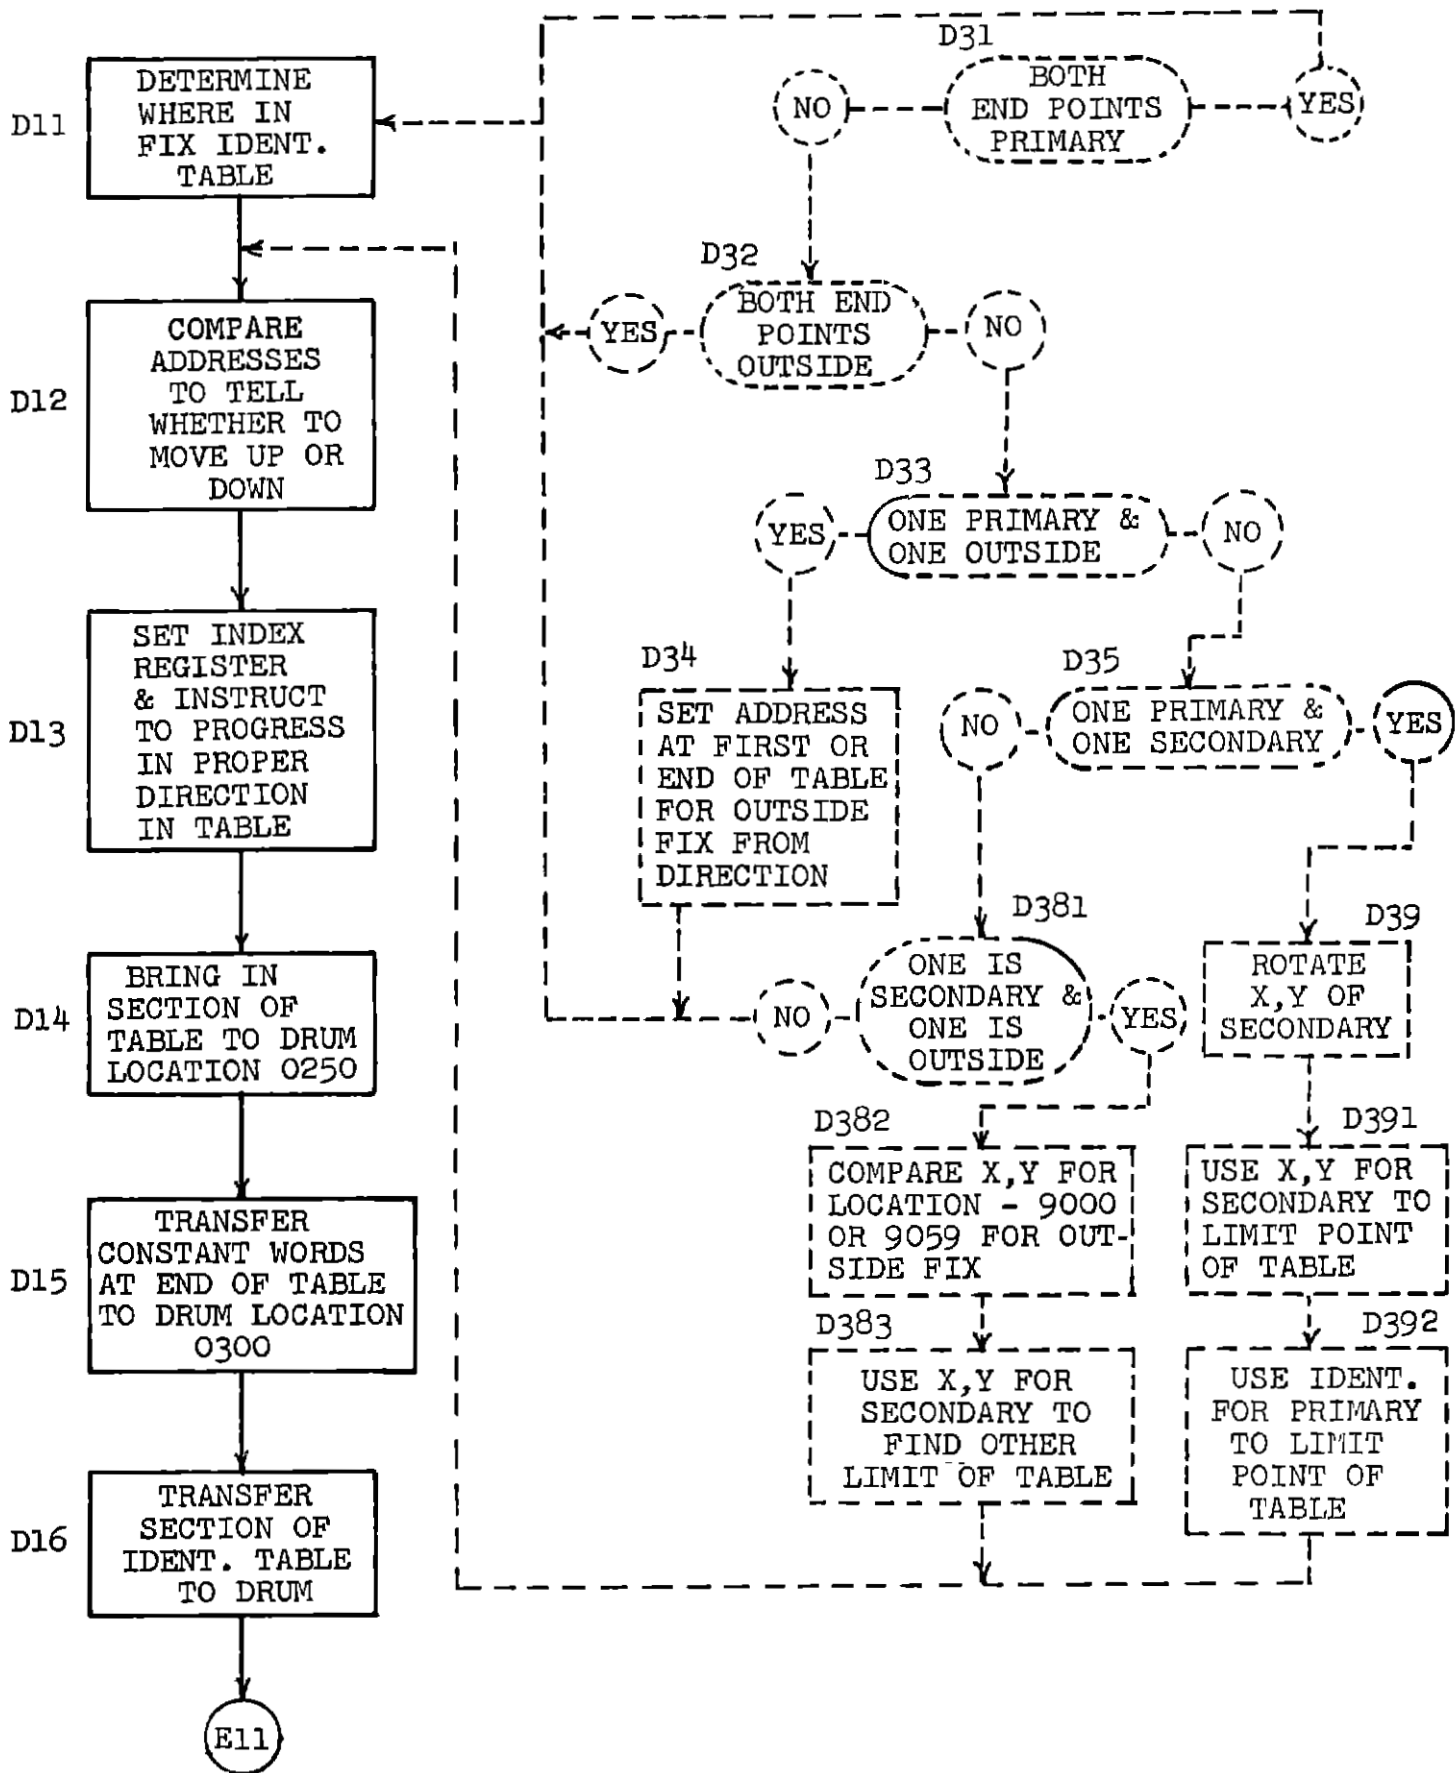 D11
DETERMINE
WHERE IN
FIX IDENT.
TABLE
D12
COMPARE
ADDRESSES
TO TELL
WHETHER TO
MOVE UP OR
DOWN
D13
SET INDEX
REGISTER
& INSTRUCT
TO PROGRESS
IN PROPER
DIRECTION
IN TABLE
D14
BRING IN
SECTION OF
TABLE TO DRUM
LOCATION 0250
D15
TRANSFER
CONSTANT WORDS
AT END OF TABLE
TO DRUM LOCATION
0300
D16
TRANSFER
SECTION OF
IDENT. TABLE
TO DRUM
E11
D31
NO
BOTH
END POINTS
PRIMARY
YES
D32
YES
BOTH END
POINTS
OUTSIDE
NO
D33
YES
ONE PRIMARY &
ONE OUTSIDE
NO
D34
SET ADDRESS
AT FIRST OR
END OF TABLE
FOR OUTSIDE
FIX FROM
DIRECTION
D35
NO
ONE PRIMARY &
ONE SECONDARY
YES
D381
NO
ONE IS
SECONDARY &
ONE IS
OUTSIDE
YES
D39
ROTATE
X,Y OF
SECONDARY
D382
COMPARE X,Y FOR
LOCATION - 9000
OR 9059 FOR OUT-
SIDE FIX
D391
USE X,Y FOR
SECONDARY TO
LIMIT POINT
OF TABLE
D383
USE X,Y FOR
SECONDARY TO
FIND OTHER
LIMIT OF TABLE
D392
USE IDENT.
FOR PRIMARY
TO LIMIT
POINT OF
TABLE